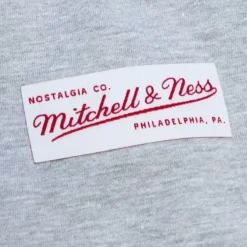 NOSTALGIA CO.
Mitchell & Ness
PHILADELPHIA, PA.